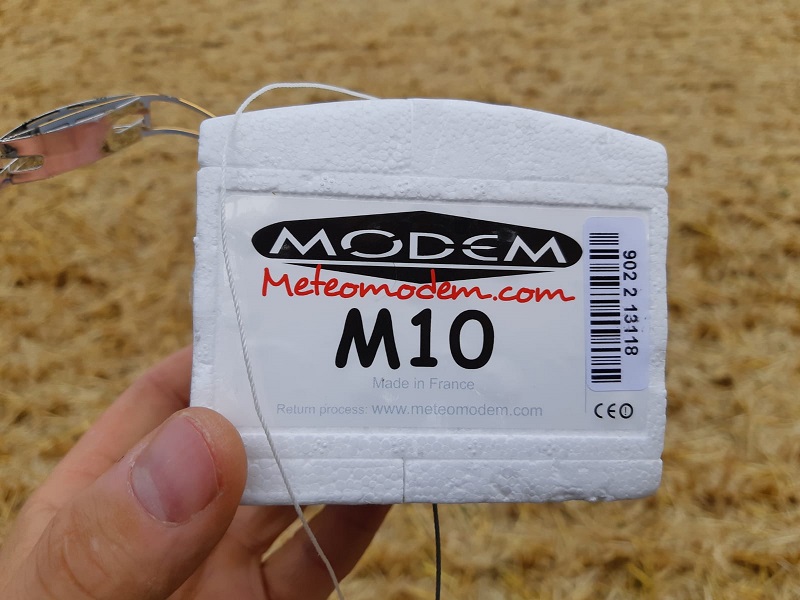 MODEM
Meteomodem.com
M10
Made in France
Return process: www.meteomodem.com
902 2 13118
CE